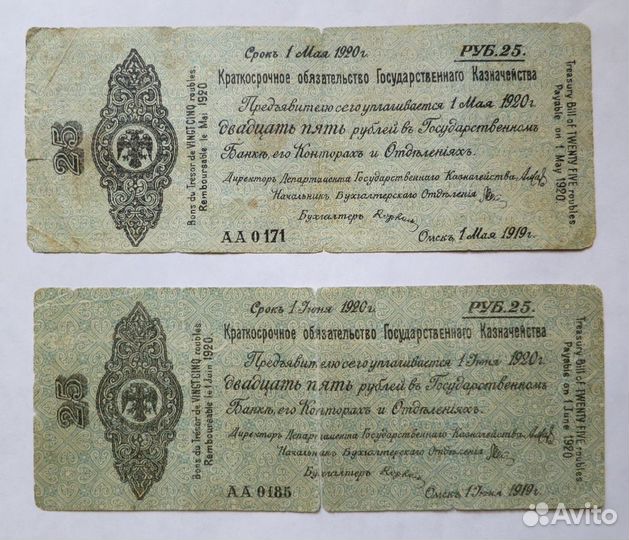 Срокъ 1 Мая 1920 г.
РУБ. 25.
Краткосрочное обязательство Государственнаго Казначейства
Предъявителю сего уплачивается 1 Мая 1920 г.
двадцать пять рублей въ Государственномъ
Банкѣ, его Конторахъ и Отдѣленіяхъ.
Директоръ Департамента Государственнаго Казначейства
Начальникъ Бухгалтерскаго Отдѣленія
Бухгалтеръ
АА 0171
Омскъ, 1 Мая 1919 г.
25
Bons du Trésor de VINGT CINQ roubles.
Remboursable le 1 Mai 1920
Treasury Bill of TWENTY FIVE roubles
Payable on 1 May 1920.
Срокъ 1 Іюня 1920 г.
РУБ. 25.
Краткосрочное обязательство Государственнаго Казначейства
Предъявителю сего уплачивается 1 Іюня 1920 г.
двадцать пять рублей въ Государственномъ
Банкѣ, его Конторахъ и Отдѣленіяхъ.
Директоръ Департамента Государственнаго Казначейства
Начальникъ Бухгалтерскаго Отдѣленія
Бухгалтеръ
АА 0185
Омскъ, 1 Іюня 1919 г.
25
Bons du Trésor de VINGT CINQ roubles.
Remboursable le 1 Juin 1920.
Treasury Bill of TWENTY FIVE roubles
Payable on 1 June 1920
Avito